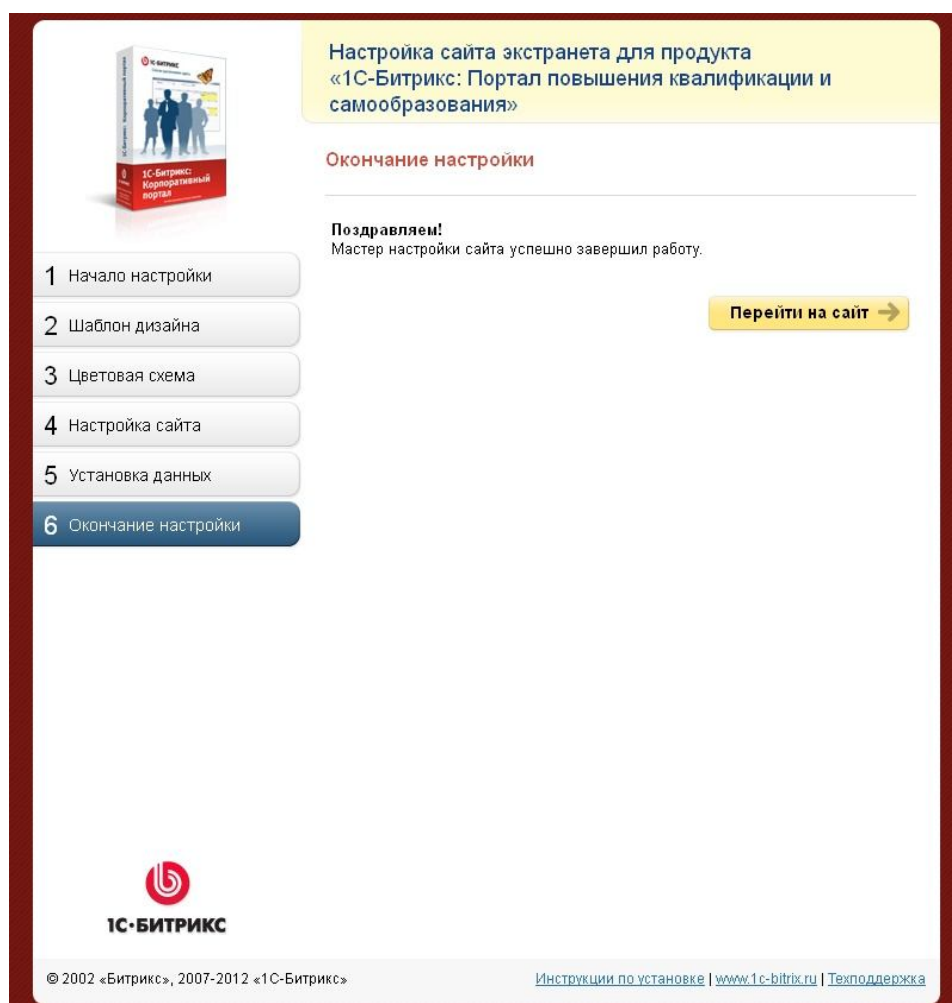 Настройка сайта экстранета для продукта
«1С-Битрикс: Портал повышения квалификации и
самообразования»
1С-Битрикс:
Корпоративный
портал
Окончание настройки
Поздравляем!
Мастер настройки сайта успешно завершил работу.
Перейти на сайт
1 Начало настройки
2 Шаблон дизайна
3 Цветовая схема
4 Настройка сайта
5 Установка данных
6 Окончание настройки
1С·БИТРИКС
© 2002 «Битрикс», 2007-2012 «1С-Битрикс»
Инструкции по установке | www.1c-bitrix.ru | Техподдержка